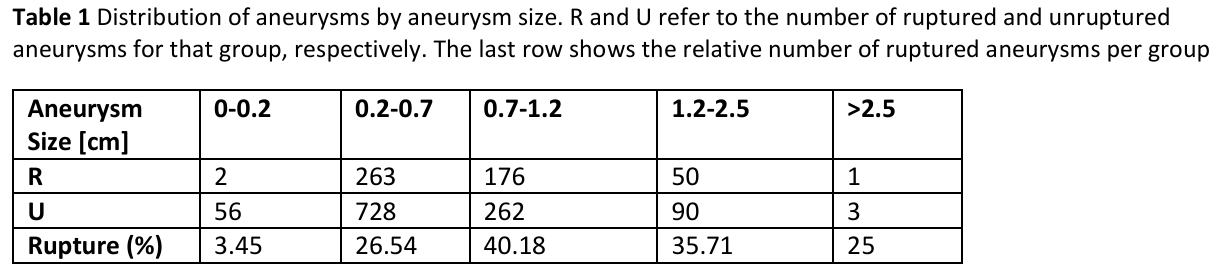 Table 1 Distribution of aneurysms by aneurysm size. R and U refer to the number of ruptured and unruptured
aneurysms for that group, respectively. The last row shows the relative number of ruptured aneurysms per group
Aneurysm Size [cm] 0-0.2 0.2-0.7 0.7-1.2 1.2-2.5 >2.5
R 2 263 176 50 1
U 56 728 262 90 3
Rupture (%) 3.45 26.54 40.18 35.71 25